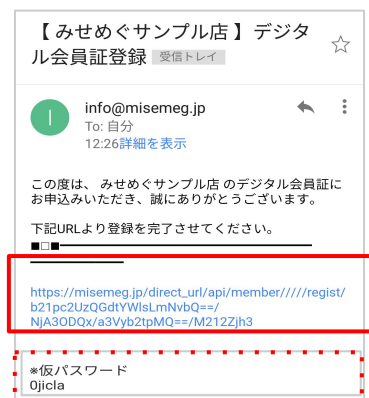 【 みせめぐサンプル店 】デジタ
ル会員証登録 受信トレイ
I
info@misemeg.jp
To: 自分
12:26詳細を表示
この度は、 みせめぐサンプル店 のデジタル会員証に
お申込みいただき、誠にありがとうございます。
下記URLより登録を完了させてください。
■□■━━━━━━━━━━━━━━━━━
━━━━━━
https://misemeg.jp/direct_url/api/member/////regist/
b21pc2UzQGdtYWlsLmNvbQ==/
NjA3ODQx/a3Vyb2tpMQ==/M212Zjh3
※仮パスワード
0jicla